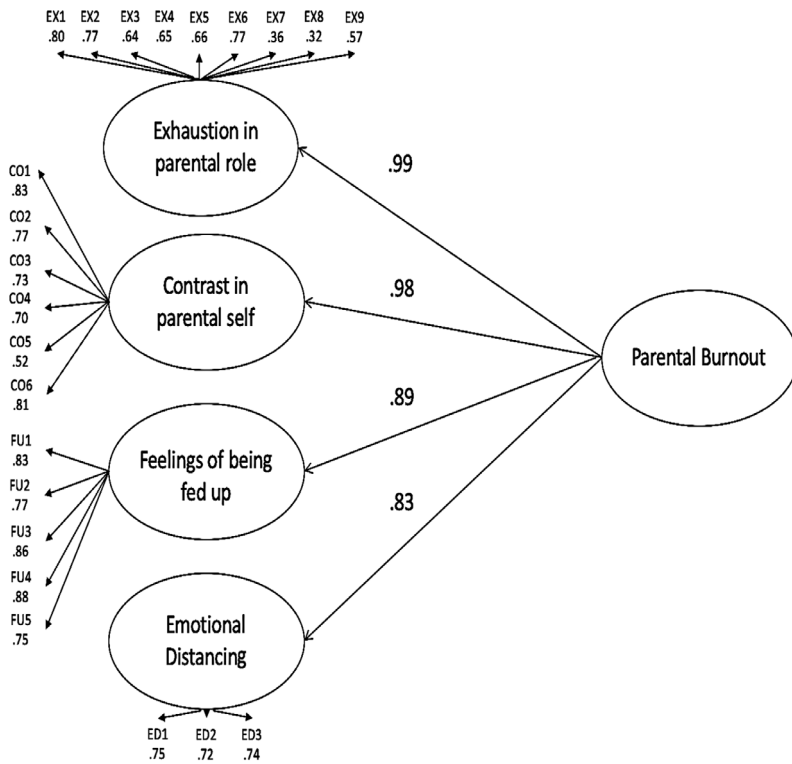 EX1 EX2 EX3 EX4 EX5 EX6 EX7 EX8 EX9
.80 .77 .64 .65 .66 .77 .36 .32 .57
Exhaustion in
parental role
.99
CO1
.83
CO2
.77
CO3
.73
CO4
.70
CO5
.52
CO6
.81
Contrast in
parental self
.98
Parental Burnout
FU1
.83
FU2
.77
FU3
.86
FU4
.88
FU5
.75
Feelings of being
fed up
.89
.83
Emotional
Distancing
ED1 ED2 ED3
.75 .72 .74